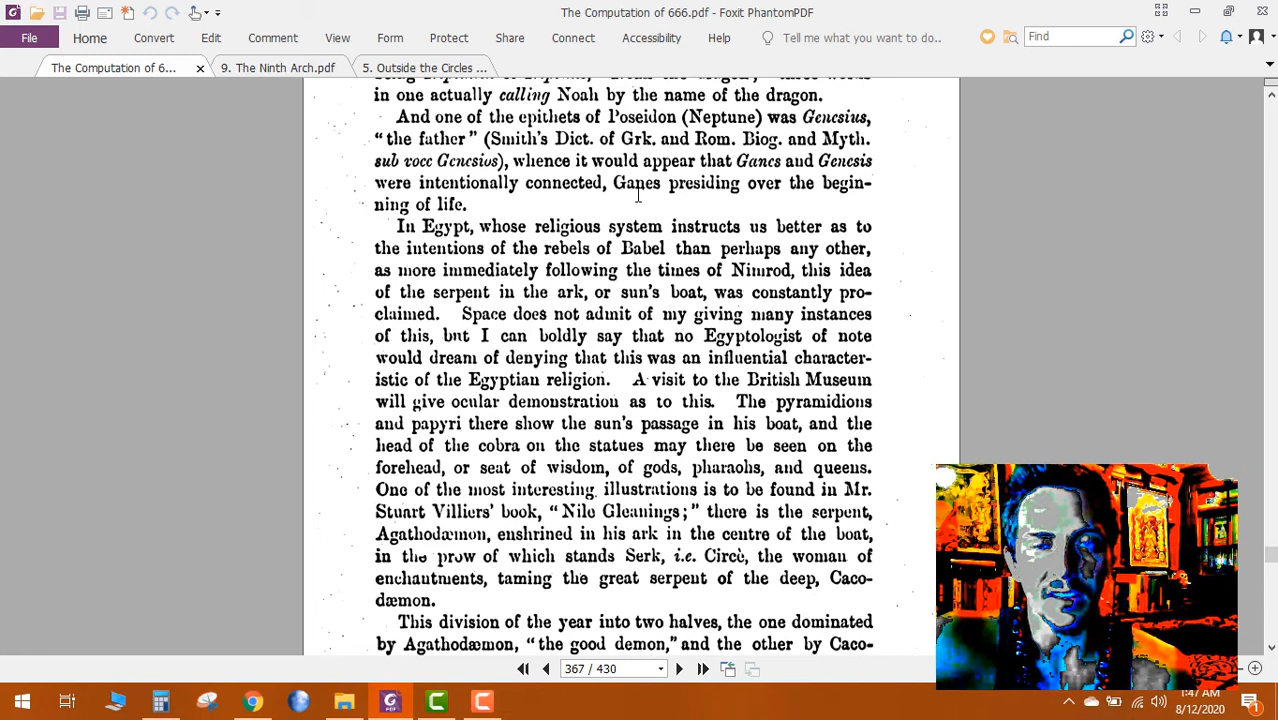 The Computation of 666.pdf - Foxit PhantomPDF
File Home Convert Edit Comment View Form Protect Share Connect Accessibility Help Tell me what you want to do.. Find
The Computation of 6... 9. The Ninth Arch.pdf 5. Outside the Circles ...
in one actually calling Noah by the name of the dragon.
And one of the epithets of Poseidon (Neptune) was Genesius,
"the father" (Smith's Dict. of Grk. and Rom. Biog. and Myth.
sub voce Genesios), whence it would appear that Ganes and Genesis
were intentionally connected, Ganes presiding over the begin-
ning of life.
In Egypt, whose religious system instructs us better as to
the intentions of the rebels of Babel than perhaps any other,
as more immediately following the times of Nimrod, this idea
of the serpent in the ark, or sun's boat, was constantly pro-
claimed. Space does not admit of my giving many instances
of this, but I can boldly say that no Egyptologist of note
would dream of denying that this was an influential character-
istic of the Egyptian religion. A visit to the British Museum
will give ocular demonstration as to this. The pyramidions
and papyri there show the sun's passage in his boat, and the
head of the cobra on the statues may there be seen on the
forehead, or seat of wisdom, of gods, pharaohs, and queens.
One of the most interesting illustrations is to be found in Mr.
Stuart Villiers' book, "Nile Gleanings;" there is the serpent,
Agathodæmon, enshrined in his ark in the centre of the boat,
in the prow of which stands Serk, i.e. Circè, the woman of
enchantments, taming the great serpent of the deep, Caco-
dæmon.
This division of the year into two halves, the one dominated
by Agathodæmon, "the good demon," and the other by Caco-
367 / 430
1:47 AM
8/12/2020